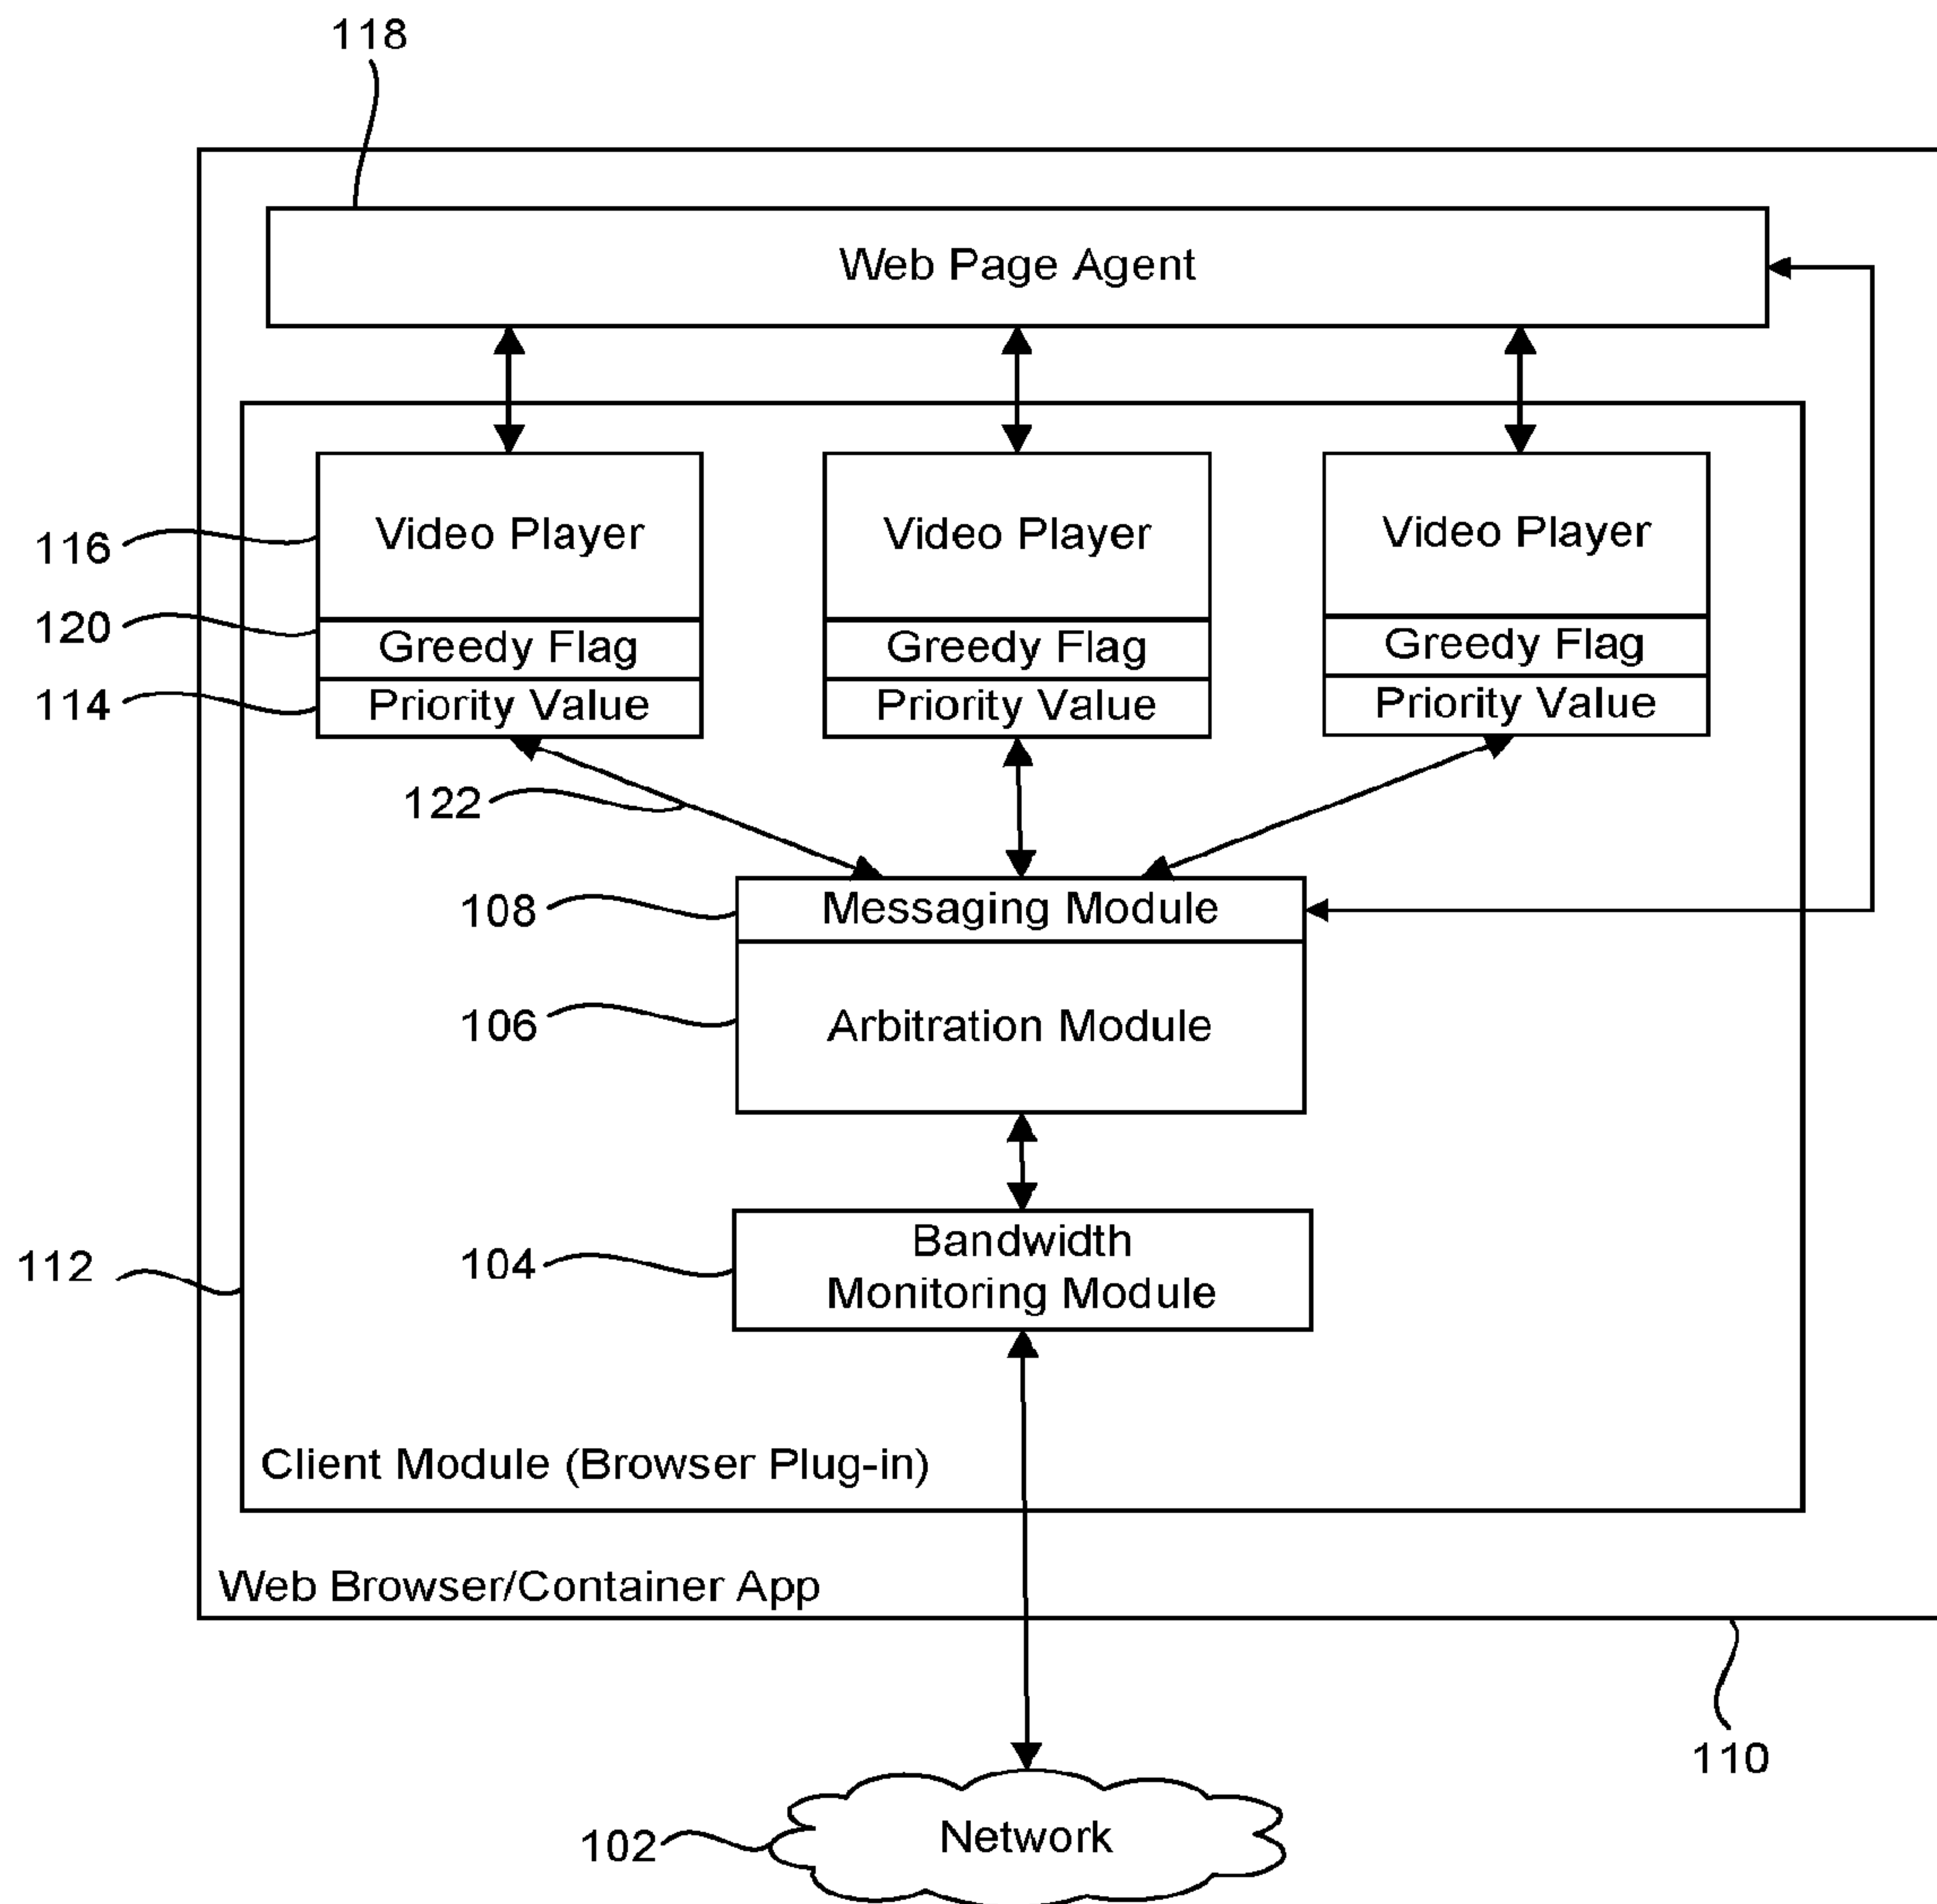 118
Web Page Agent
Video Player
Video Player
Video Player
116
120
Greedy Flag
Greedy Flag
Greedy Flag
114
Priority Value
Priority Value
Priority Value
122
108
Messaging Module
106
Arbitration Module
112
104
Bandwidth
Monitoring Module
Client Module (Browser Plug-in)
Web Browser/Container App
110
102
Network